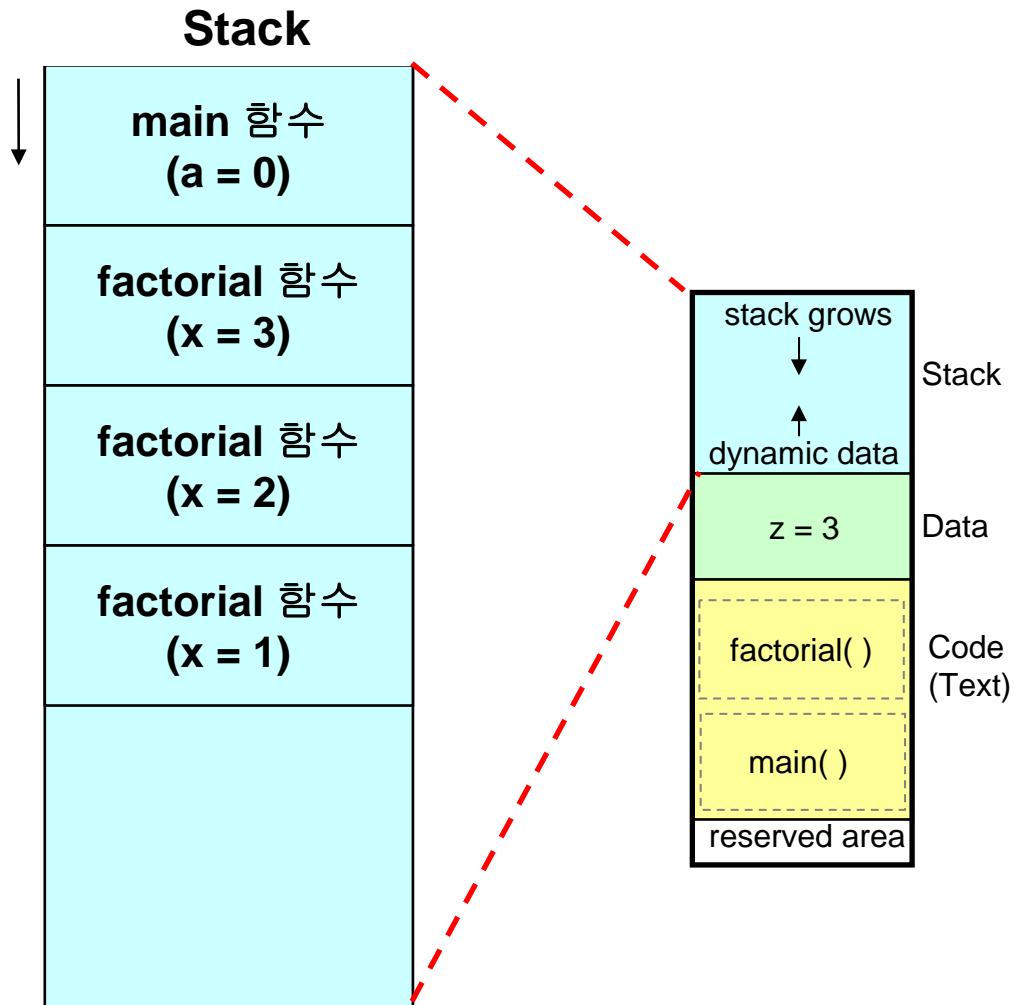 Stack
main 함수
(a = 0)
factorial 함수
(x = 3)
factorial 함수
(x = 2)
factorial 함수
(x = 1)
stack grows
dynamic data
Stack
z = 3
Data
factorial( )
main( )
Code
(Text)
reserved area